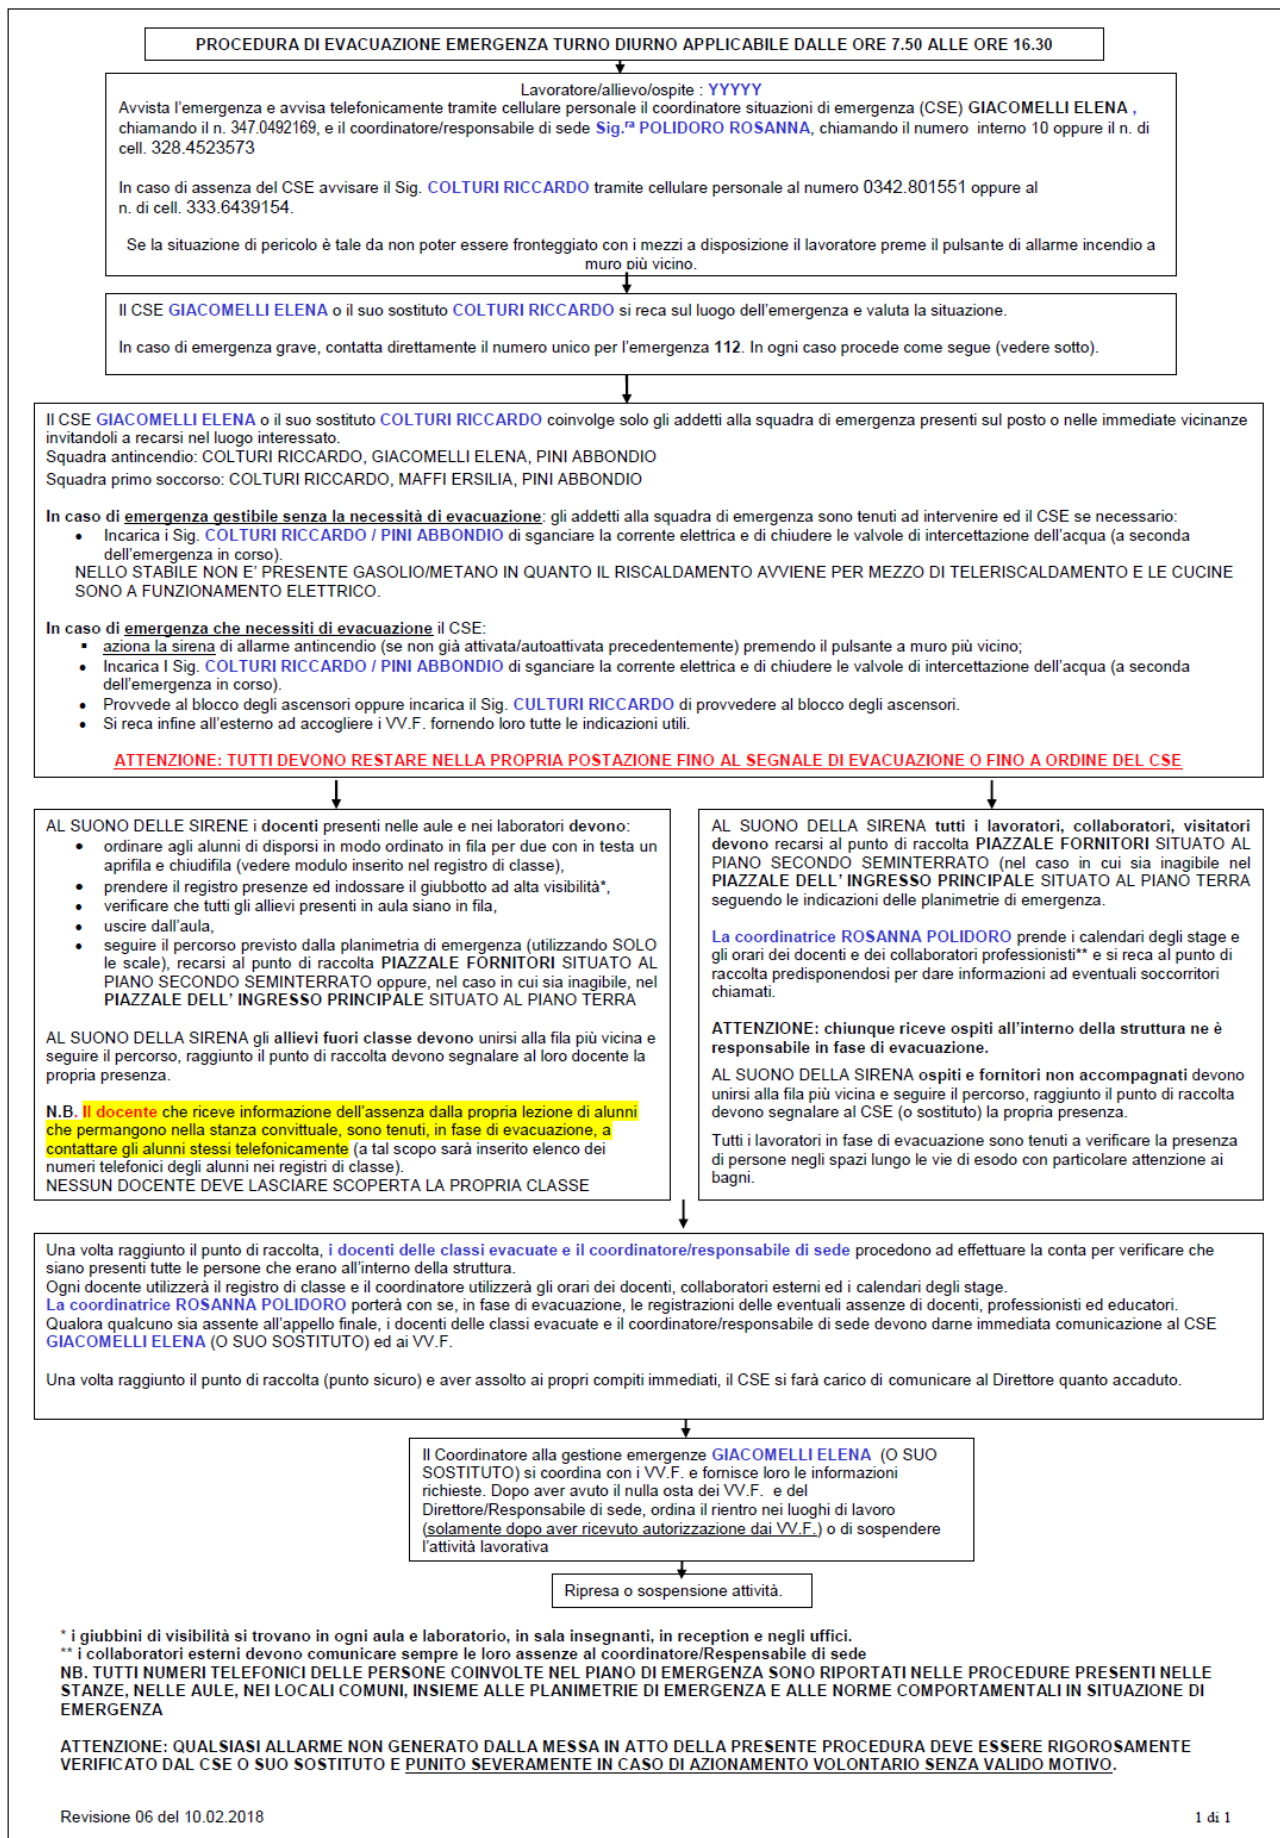 PROCEDURA DI EVACUAZIONE EMERGENZA TURNO DIURNO APPLICABILE DALLE ORE 7.50 ALLE ORE 16.30
Lavoratore/allievo/ospite : YYYYY
Avvista l'emergenza e avvisa telefonicamente tramite cellulare personale il coordinatore situazioni di emergenza (CSE) GIACOMELLI ELENA ,
chiamando il n. 347.0492169, e il coordinatore/responsabile di sede Sig.ra POLIDORO ROSANNA, chiamando il numero interno 10 oppure il n. di
cell. 328.4523573
In caso di assenza del CSE avvisare il Sig. COLTURI RICCARDO tramite cellulare personale al numero 0342.801551 oppure al
n. di cell. 333.6439154.
Se la situazione di pericolo è tale da non poter essere fronteggiato con i mezzi a disposizione il lavoratore preme il pulsante di allarme incendio a
muro più vicino.
Il CSE GIACOMELLI ELENA o il suo sostituto COLTURI RICCARDO si reca sul luogo dell'emergenza e valuta la situazione.
In caso di emergenza grave, contatta direttamente il numero unico per l'emergenza 112. In ogni caso procede come segue (vedere sotto).
Il CSE GIACOMELLI ELENA o il suo sostituto COLTURI RICCARDO coinvolge solo gli addetti alla squadra di emergenza presenti sul posto o nelle immediate vicinanze
invitandoli a recarsi nel luogo interessato.
Squadra antincendio: COLTURI RICCARDO, GIACOMELLI ELENA, PINI ABBONDIO
Squadra primo soccorso: COLTURI RICCARDO, MAFFI ERSILIA, PINI ABBONDIO
In caso di emergenza gestibile senza la necessità di evacuazione: gli addetti alla squadra di emergenza sono tenuti ad intervenire ed il CSE se necessario:
• Incarica i Sig. COLTURI RICCARDO / PINI ABBONDIO di sganciare la corrente elettrica e di chiudere le valvole di intercettazione dell'acqua (a seconda
dell'emergenza in corso).
NELLO STABILE NON E' PRESENTE GASOLIO/METANO IN QUANTO IL RISCALDAMENTO AVVIENE PER MEZZO DI TELERISCALDAMENTO E LE CUCINE
SONO A FUNZIONAMENTO ELETTRICO.
In caso di emergenza che necessiti di evacuazione il CSE:
▪ aziona la sirena di allarme antincendio (se non già attivata/autoattivata precedentemente) premendo il pulsante a muro più vicino;
• Incarica I Sig. COLTURI RICCARDO / PINI ABBONDIO di sganciare la corrente elettrica e di chiudere le valvole di intercettazione dell'acqua (a seconda
dell'emergenza in corso).
• Provvede al blocco degli ascensori oppure incarica il Sig. CULTURI RICCARDO di provvedere al blocco degli ascensori.
• Si reca infine all'esterno ad accogliere i VV.F. fornendo loro tutte le indicazioni utili.
ATTENZIONE: TUTTI DEVONO RESTARE NELLA PROPRIA POSTAZIONE FINO AL SEGNALE DI EVACUAZIONE O FINO A ORDINE DEL CSE
AL SUONO DELLE SIRENE i docenti presenti nelle aule e nei laboratori devono:
• ordinare agli alunni di disporsi in modo ordinato in fila per due con in testa un
aprifila e chiudifila (vedere modulo inserito nel registro di classe),
• prendere il registro presenze ed indossare il giubbotto ad alta visibilità*,
• verificare che tutti gli allievi presenti in aula siano in fila,
• uscire dall'aula,
• seguire il percorso previsto dalla planimetria di emergenza (utilizzando SOLO
le scale), recarsi al punto di raccolta PIAZZALE FORNITORI SITUATO AL
PIANO SECONDO SEMINTERRATO oppure, nel caso in cui sia inagibile, nel
PIAZZALE DELL' INGRESSO PRINCIPALE SITUATO AL PIANO TERRA
AL SUONO DELLA SIRENA gli allievi fuori classe devono unirsi alla fila più vicina e
seguire il percorso, raggiunto il punto di raccolta devono segnalare al loro docente la
propria presenza.
N.B. Il docente che riceve informazione dell'assenza dalla propria lezione di alunni
che permangono nella stanza convittuale, sono tenuti, in fase di evacuazione, a
contattare gli alunni stessi telefonicamente (a tal scopo sarà inserito elenco dei
numeri telefonici degli alunni nei registri di classe).
NESSUN DOCENTE DEVE LASCIARE SCOPERTA LA PROPRIA CLASSE
AL SUONO DELLA SIRENA tutti i lavoratori, collaboratori, visitatori
devono recarsi al punto di raccolta PIAZZALE FORNITORI SITUATO AL
PIANO SECONDO SEMINTERRATO (nel caso in cui sia inagibile nel
PIAZZALE DELL' INGRESSO PRINCIPALE SITUATO AL PIANO TERRA
seguendo le indicazioni delle planimetrie di emergenza.
La coordinatrice ROSANNA POLIDORO prende i calendari degli stage e
gli orari dei docenti e dei collaboratori professionisti** e si reca al punto di
raccolta predisponendosi per dare informazioni ad eventuali soccorritori
chiamati.
ATTENZIONE: chiunque riceve ospiti all'interno della struttura ne è
responsabile in fase di evacuazione.
AL SUONO DELLA SIRENA ospiti e fornitori non accompagnati devono
unirsi alla fila più vicina e seguire il percorso, raggiunto il punto di raccolta
devono segnalare al CSE (o sostituto) la propria presenza.
Tutti i lavoratori in fase di evacuazione sono tenuti a verificare la presenza
di persone negli spazi lungo le vie di esodo con particolare attenzione ai
bagni.
Una volta raggiunto il punto di raccolta, i docenti delle classi evacuate e il coordinatore/responsabile di sede procedono ad effettuare la conta per verificare che
siano presenti tutte le persone che erano all'interno della struttura.
Ogni docente utilizzerà il registro di classe e il coordinatore utilizzerà gli orari dei docenti, collaboratori esterni ed i calendari degli stage.
La coordinatrice ROSANNA POLIDORO porterà con se, in fase di evacuazione, le registrazioni delle eventuali assenze di docenti, professionisti ed educatori.
Qualora qualcuno sia assente all'appello finale, i docenti delle classi evacuate e il coordinatore/responsabile di sede devono darne immediata comunicazione al CSE
GIACOMELLI ELENA (O SUO SOSTITUTO) ed ai VV.F.
Una volta raggiunto il punto di raccolta (punto sicuro) e aver assolto ai propri compiti immediati, il CSE si farà carico di comunicare al Direttore quanto accaduto.
Il Coordinatore alla gestione emergenze GIACOMELLI ELENA (O SUO
SOSTITUTO) si coordina con i VV.F. e fornisce loro le informazioni
richieste. Dopo aver avuto il nulla osta dei VV.F. e del
Direttore/Responsabile di sede, ordina il rientro nei luoghi di lavoro
(solamente dopo aver ricevuto autorizzazione dai VV.F.) o di sospendere
l'attività lavorativa
Ripresa o sospensione attività.
* i giubbini di visibilità si trovano in ogni aula e laboratorio, in sala insegnanti, in reception e negli uffici.
** i collaboratori esterni devono comunicare sempre le loro assenze al coordinatore/Responsabile di sede
NB. TUTTI NUMERI TELEFONICI DELLE PERSONE COINVOLTE NEL PIANO DI EMERGENZA SONO RIPORTATI NELLE PROCEDURE PRESENTI NELLE
STANZE, NELLE AULE, NEI LOCALI COMUNI, INSIEME ALLE PLANIMETRIE DI EMERGENZA E ALLE NORME COMPORTAMENTALI IN SITUAZIONE DI
EMERGENZA
ATTENZIONE: QUALSIASI ALLARME NON GENERATO DALLA MESSA IN ATTO DELLA PRESENTE PROCEDURA DEVE ESSERE RIGOROSAMENTE
VERIFICATO DAL CSE O SUO SOSTITUTO E PUNITO SEVERAMENTE IN CASO DI AZIONAMENTO VOLONTARIO SENZA VALIDO MOTIVO.
Revisione 06 del 10.02.2018
1 di 1